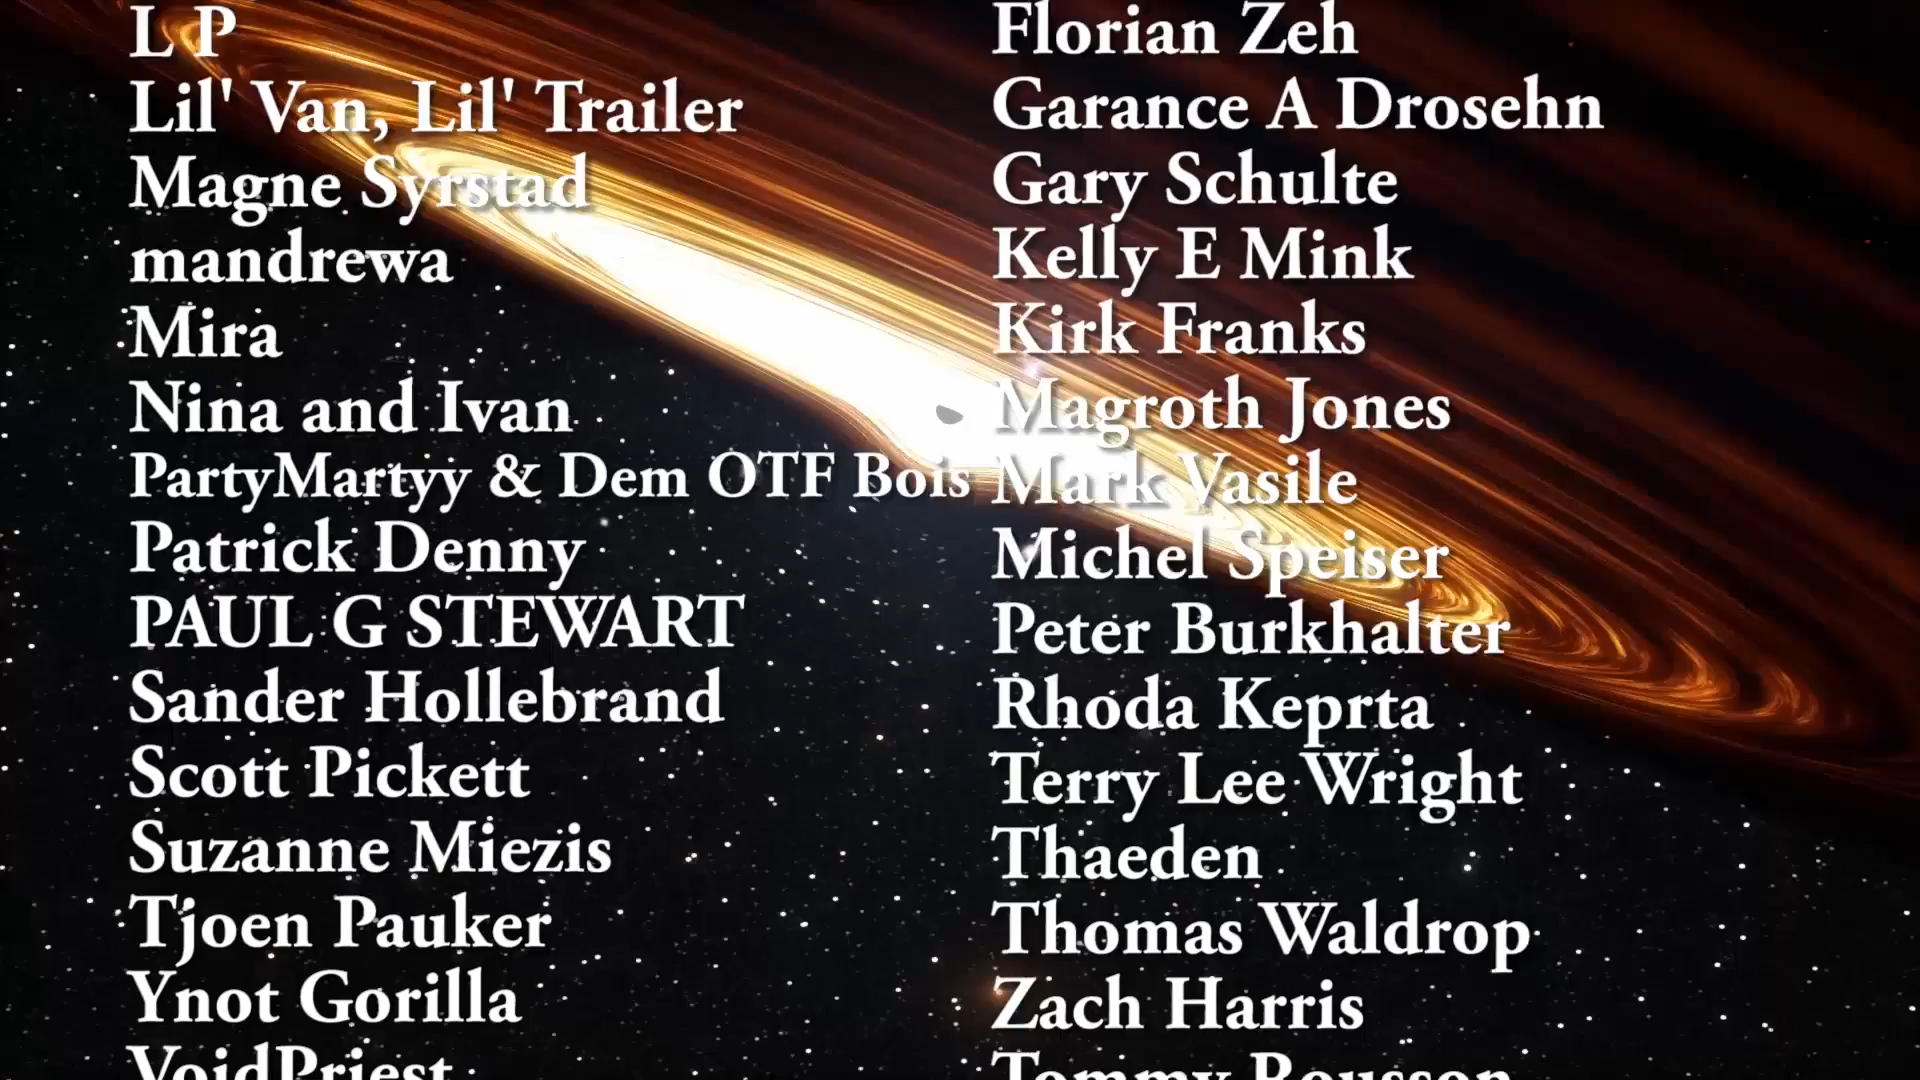 L P
Lil' Van, Lil' Trailer
Magne Syrstad
mandrewa
Mira
Nina and Ivan
PartyMartyy & Dem OTF Bois
Patrick Denny
PAUL G STEWART
Sander Hollebrand
Scott Pickett
Suzanne Miezis
Tjoen Pauker
Ynot Gorilla
VoidPriest
Florian Zeh
Garance A Drosehn
Gary Schulte
Kelly E Mink
Kirk Franks
Magroth Jones
Mark Vasile
Michel Speiser
Peter Burkhalter
Rhoda Keprta
Terry Lee Wright
Thaeden
Thomas Waldrop
Zach Harris
Tommy